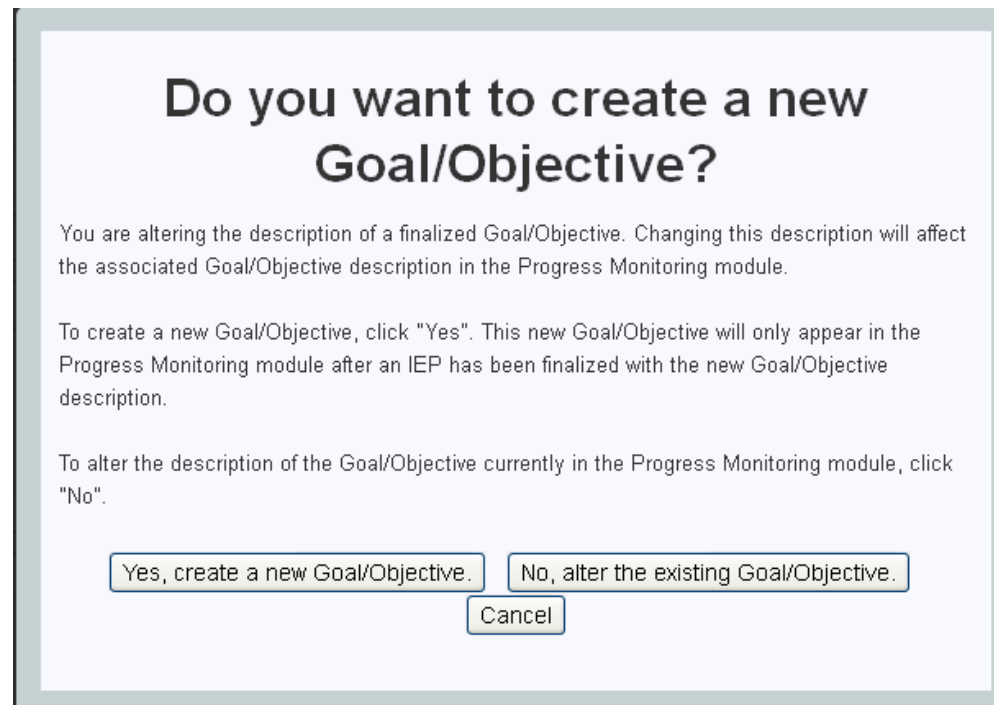 Do you want to create a new
Goal/Objective?
You are altering the description of a finalized Goal/Objective. Changing this description will affect
the associated Goal/Objective description in the Progress Monitoring module.
To create a new Goal/Objective, click "Yes". This new Goal/Objective will only appear in the
Progress Monitoring module after an IEP has been finalized with the new Goal/Objective
description.
To alter the description of the Goal/Objective currently in the Progress Monitoring module, click
"No".
Yes, create a new Goal/Objective. No, alter the existing Goal/Objective.
Cancel